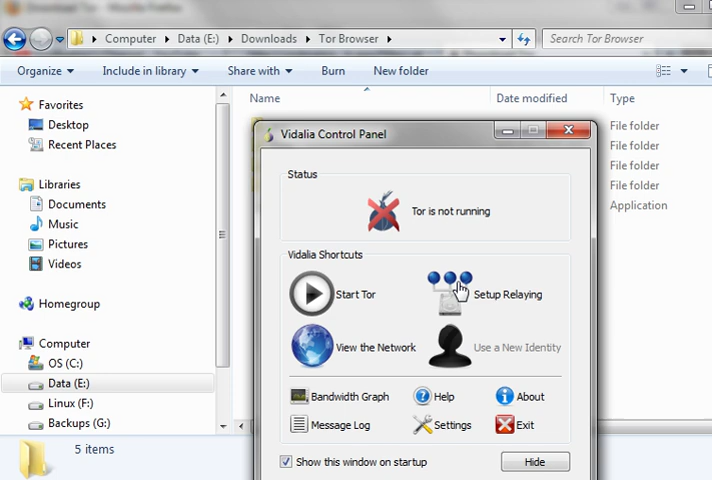 Download Tor - Mozilla Firefox
Computer Data (E:) Downloads Tor Browser Search Tor Browser
Organize Include in library Share with Burn New folder
Name Date modified Type
Favorites
Desktop
Recent Places
Libraries
Documents
Music
Pictures
Videos
Homegroup
Computer
OS (C:)
Data (E:)
Linux (F:)
Backups (G:)
File folder
File folder
File folder
File folder
Application
Vidalia Control Panel
Status
Tor is not running
Vidalia Shortcuts
Start Tor Setup Relaying
View the Network Use a New Identity
Bandwidth Graph Help About
Message Log Settings Exit
Show this window on startup Hide
5 items